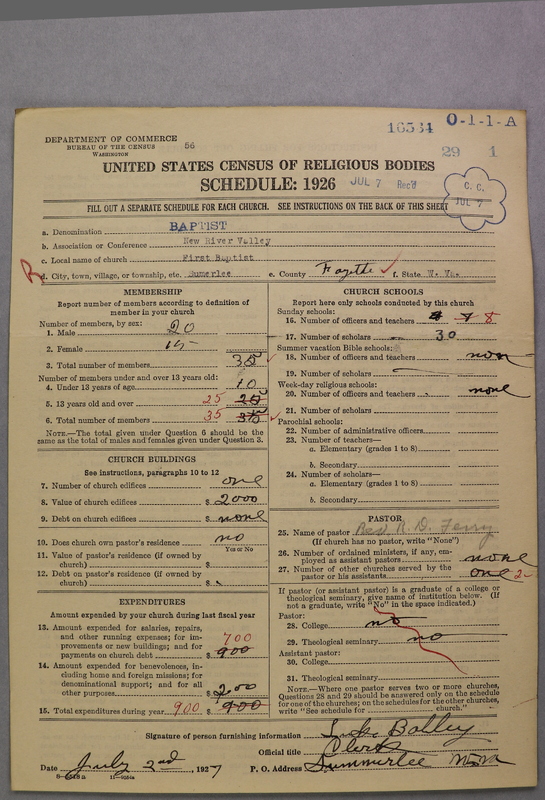 16534 0-1-1-A
DEPARTMENT OF COMMERCE
BUREAU OF THE CENSUS 56
WASHINGTON
29 1
UNITED STATES CENSUS OF RELIGIOUS BODIES
SCHEDULE: 1926 JUL 7 Rec'd
C. C.
JUL 7
FILL OUT A SEPARATE SCHEDULE FOR EACH CHURCH. SEE INSTRUCTIONS ON THE BACK OF THIS SHEET
a. Denomination BAPTIST
b. Association or Conference New River Valley
c. Local name of church First Baptist
d. City, town, village, or township, etc. Sumerlee e. County Fayette f. State W. Va.
MEMBERSHIP
Report number of members according to definition of
member in your church
Number of members, by sex:
1. Male 20
2. Female 15
3. Total number of members 35
Number of members under and over 13 years old:
4. Under 13 years of age 10
5. 13 years old and over 25 25
6. Total number of members 35 35
NOTE.—The total given under Question 6 should be the
same as the total of males and females given under Question 3.
CHURCH BUILDINGS
See instructions, paragraphs 10 to 12
7. Number of church edifices one
8. Value of church edifices $ 2000
9. Debt on church edifices $ none
10. Does church own pastor's residence no
Yes or No
11. Value of pastor's residence (if owned by
church) $
12. Debt on pastor's residence (if owned by
church) $
EXPENDITURES
Amount expended by your church during last fiscal year
13. Amount expended for salaries, repairs,
and other running expenses; for im-
provements or new buildings; and for 700
payments on church debt $ 900
14. Amount expended for benevolences, in-
cluding home and foreign missions; for
denominational support; and for all
other purposes $ 200
15. Total expenditures during year 900 $ 900
CHURCH SCHOOLS
Report here only schools conducted by this church
Sunday schools:
16. Number of officers and teachers 8
17. Number of scholars 30
Summer vacation Bible schools:
18. Number of officers and teachers none
19. Number of scholars
Week-day religious schools:
20. Number of officers and teachers none
21. Number of scholars
Parochial schools:
22. Number of administrative officers
23. Number of teachers—
a. Elementary (grades 1 to 8)
b. Secondary
24. Number of scholars—
a. Elementary (grades 1 to 8)
b. Secondary
PASTOR
25. Name of pastor Rev R. D.
(If church has no pastor, write "None")
26. Number of ordained ministers, if any, em-
ployed as assistant pastors none
27. Number of other churches served by the
pastor or his assistants one 2
If pastor (or assistant pastor) is a graduate of a college or
theological seminary, give name of institution below. (If
not a graduate, write "No" in the space indicated.)
Pastor:
28. College no
29. Theological seminary no
Assistant pastor:
30. College
31. Theological seminary
NOTE.—Where one pastor serves two or more churches,
Questions 28 and 29 should be answered only on the schedule
for one of the churches; on the schedules for the other churches,
write "See schedule for church."
Signature of person furnishing information
Official title Clerk
Date July 2nd, 1927 P. O. Address Summerlee W.Va